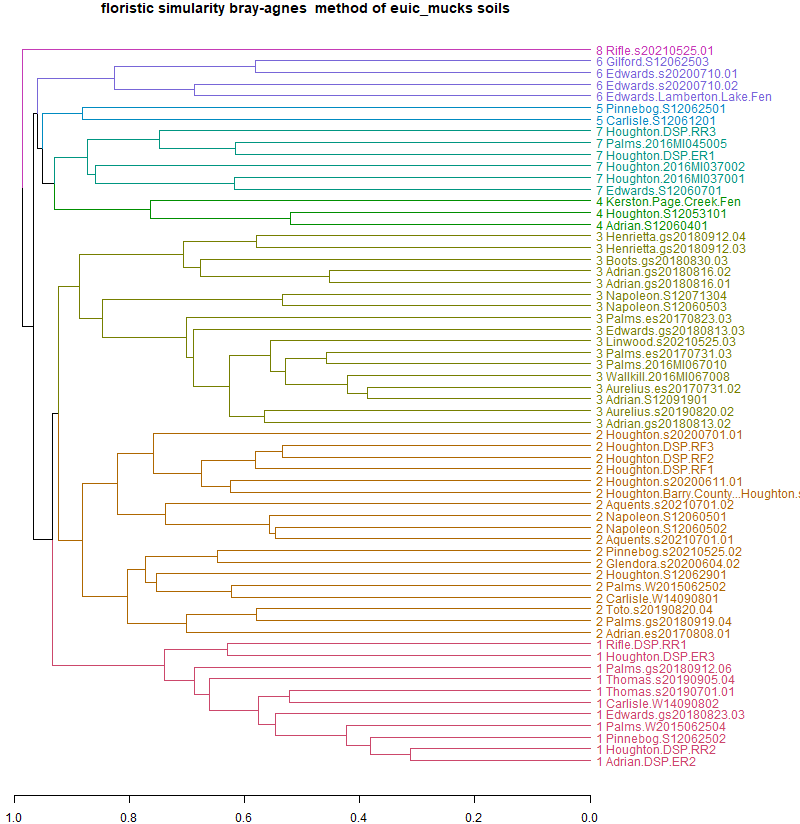 floristic simularity bray-agnes method of euic_mucks soils
8 Rifle.s20210525.01
6 Gilford.S12062503
6 Edwards.s20200710.01
6 Edwards.s20200710.02
6 Edwards.Lamberton.Lake.Fen
5 Pinnebog.S12062501
5 Carlisle.S12061201
7 Houghton.DSP.RR3
7 Palms.2016MI045005
7 Houghton.DSP.ER1
7 Houghton.2016MI037002
7 Houghton.2016MI037001
7 Edwards.S12060701
4 Kerston.Page.Creek.Fen
4 Houghton.S12053101
4 Adrian.S12060401
3 Henrietta.gs20180912.04
3 Henrietta.gs20180912.03
3 Boots.gs20180830.03
3 Adrian.gs20180816.02
3 Adrian.gs20180816.01
3 Napoleon.S12071304
3 Napoleon.S12060503
3 Palms.es20170823.03
3 Edwards.gs20180813.03
3 Linwood.s20210525.03
3 Palms.es20170731.03
3 Palms.2016MI067010
3 Wallkill.2016MI067008
3 Aurelius.es20170731.02
3 Adrian.S12091901
3 Aurelius.s20190820.02
3 Adrian.gs20180813.02
2 Houghton.s20200701.01
2 Houghton.DSP.RF3
2 Houghton.DSP.RF2
2 Houghton.DSP.RF1
2 Houghton.s20200611.01
2 Houghton.Barry.County...Houghton.s
2 Aquents.s20210701.02
2 Napoleon.S12060501
2 Napoleon.S12060502
2 Aquents.s20210701.01
2 Pinnebog.s20210525.02
2 Glendora.s20200604.02
2 Houghton.S12062901
2 Palms.W2015062502
2 Carlisle.W14090801
2 Toto.s20190820.04
2 Palms.gs20180919.04
2 Adrian.es20170808.01
1 Rifle.DSP.RR1
1 Houghton.DSP.ER3
1 Palms.gs20180912.06
1 Thomas.s20190905.04
1 Thomas.s20190701.01
1 Carlisle.W14090802
1 Edwards.gs20180823.03
1 Palms.W2015062504
1 Pinnebog.S12062502
1 Houghton.DSP.RR2
1 Adrian.DSP.ER2
1.0 0.8 0.6 0.4 0.2 0.0